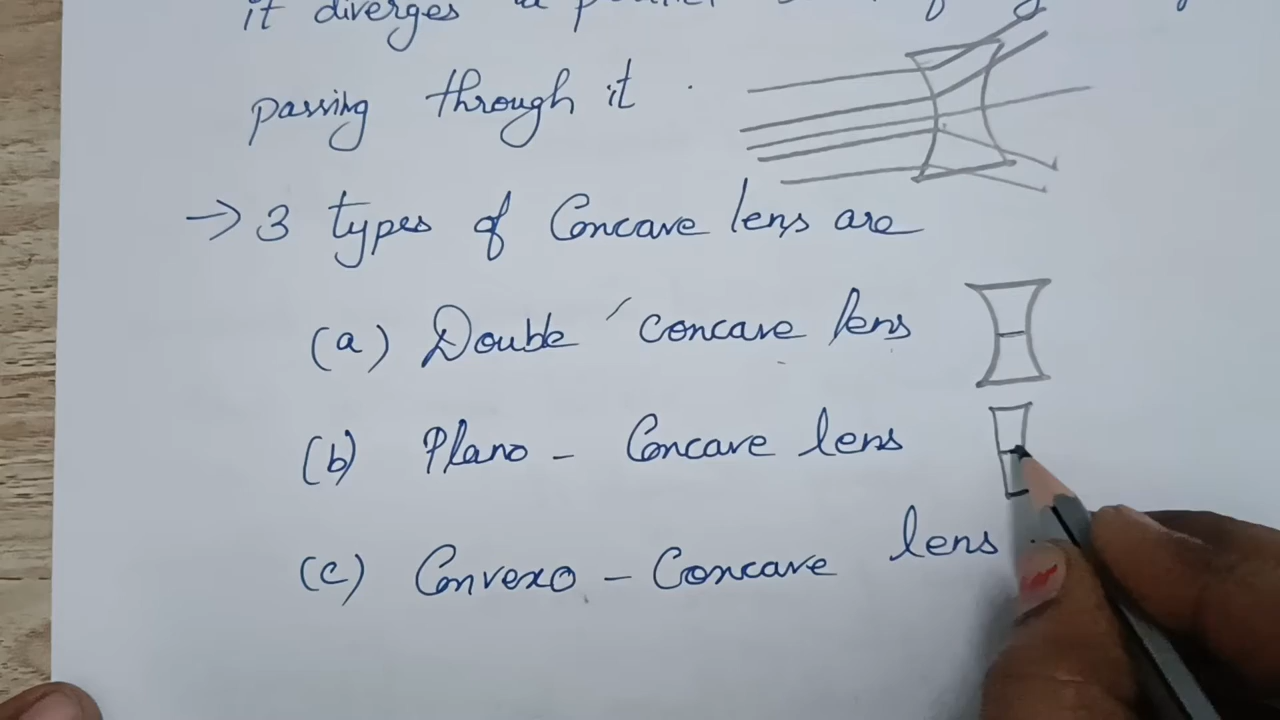 it diverges a
passing through it .
→ 3 types of Concave lens are
(a) Double concave lens
(b) Plano - Concave lens
(c) Convexo - Concave lens